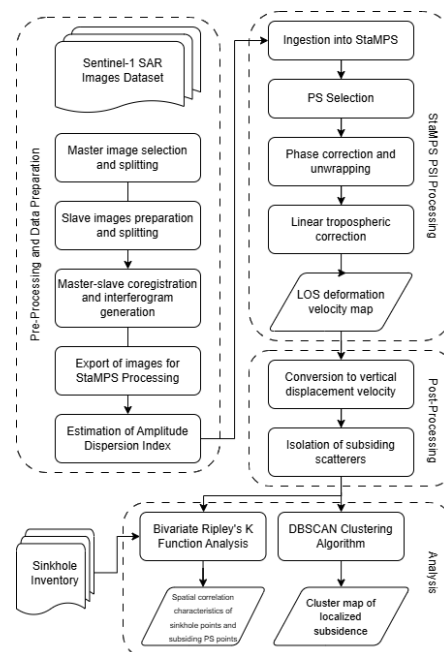 Sentinel-1 SAR
Images Dataset
Master image selection
and splitting
Slave images preparation
and splitting
Master-slave coregistration
and interferogram
generation
Export of images for
StaMPS Processing
Estimation of Amplitude
Dispersion Index
Pre-Processing and Data Preparation
Ingestion into StaMPS
PS Selection
Phase correction and
unwrapping
Linear tropospheric
correction
LOS deformation
velocity map
StaMPS PSI Processing
Conversion to vertical
displacement velocity
Isolation of subsiding
scatterers
Post-Processing
Sinkhole
Inventory
Bivariate Ripley's K
Function Analysis
Spatial correlation
characteristics of
sinkhole points and
subsiding PS points
DBSCAN Clustering
Algorithm
Cluster map of
localized
subsidence
Analysis